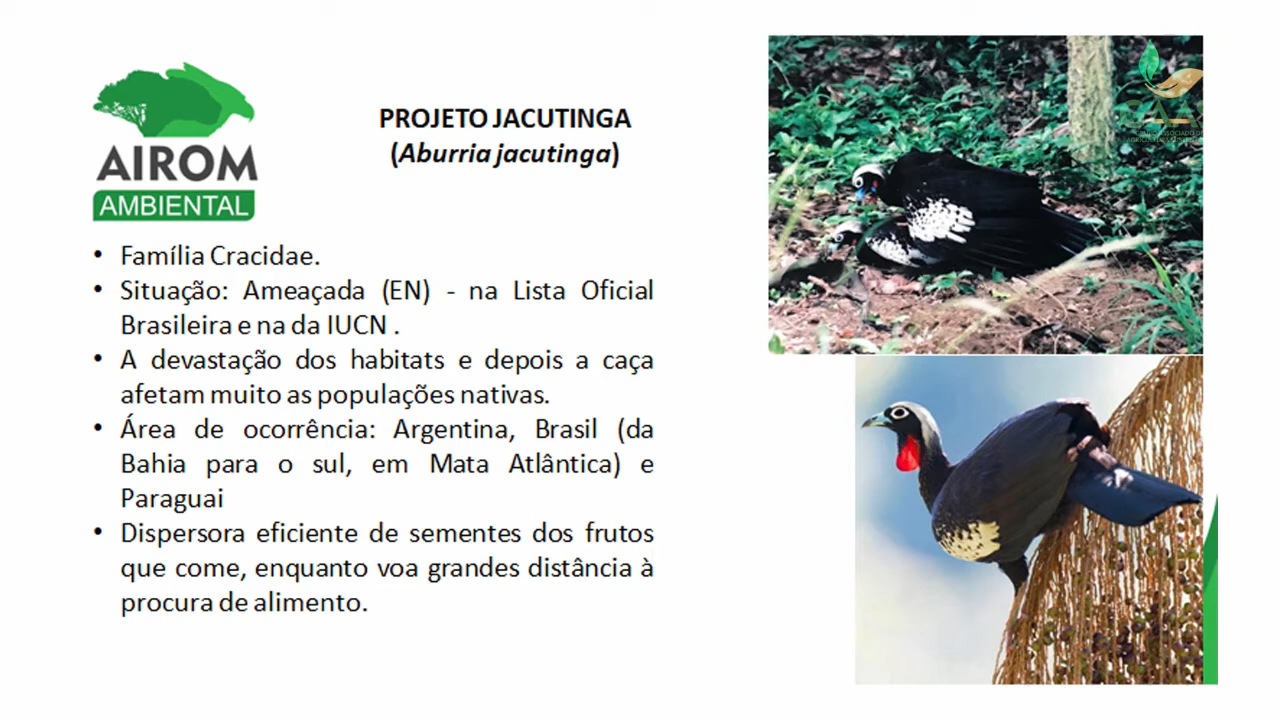 AIROM
AMBIENTAL
PROJETO JACUTINGA
(Aburria jacutinga)
• Família Cracidae.
• Situação: Ameaçada (EN) - na Lista Oficial
Brasileira e na da IUCN .
• A devastação dos habitats e depois a caça
afetam muito as populações nativas.
• Área de ocorrência: Argentina, Brasil (da
Bahia para o sul, em Mata Atlântica) e
Paraguai
• Dispersora eficiente de sementes dos frutos
que come, enquanto voa grandes distância à
procura de alimento.